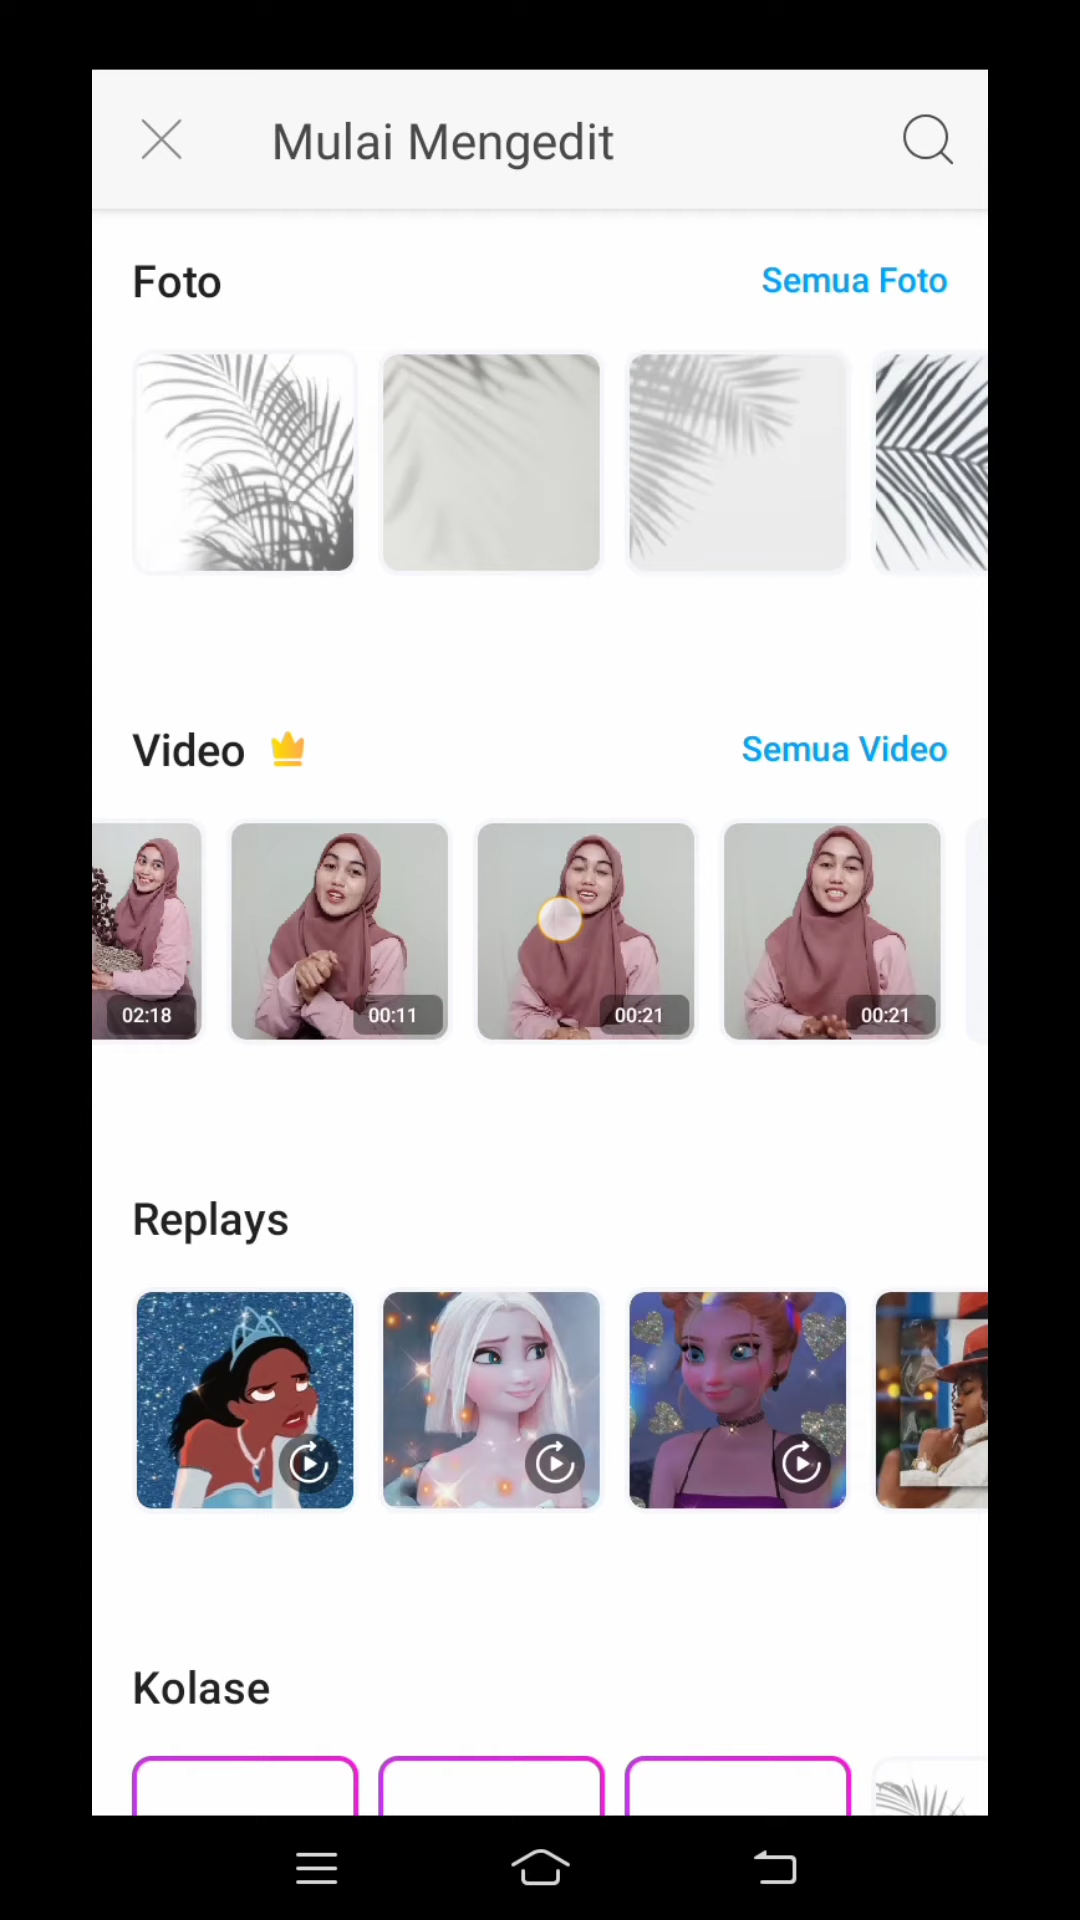 Mulai Mengedit
Foto
Semua Foto
Video
Semua Video
02:18
00:11
00:21
00:21
Replays
Kolase